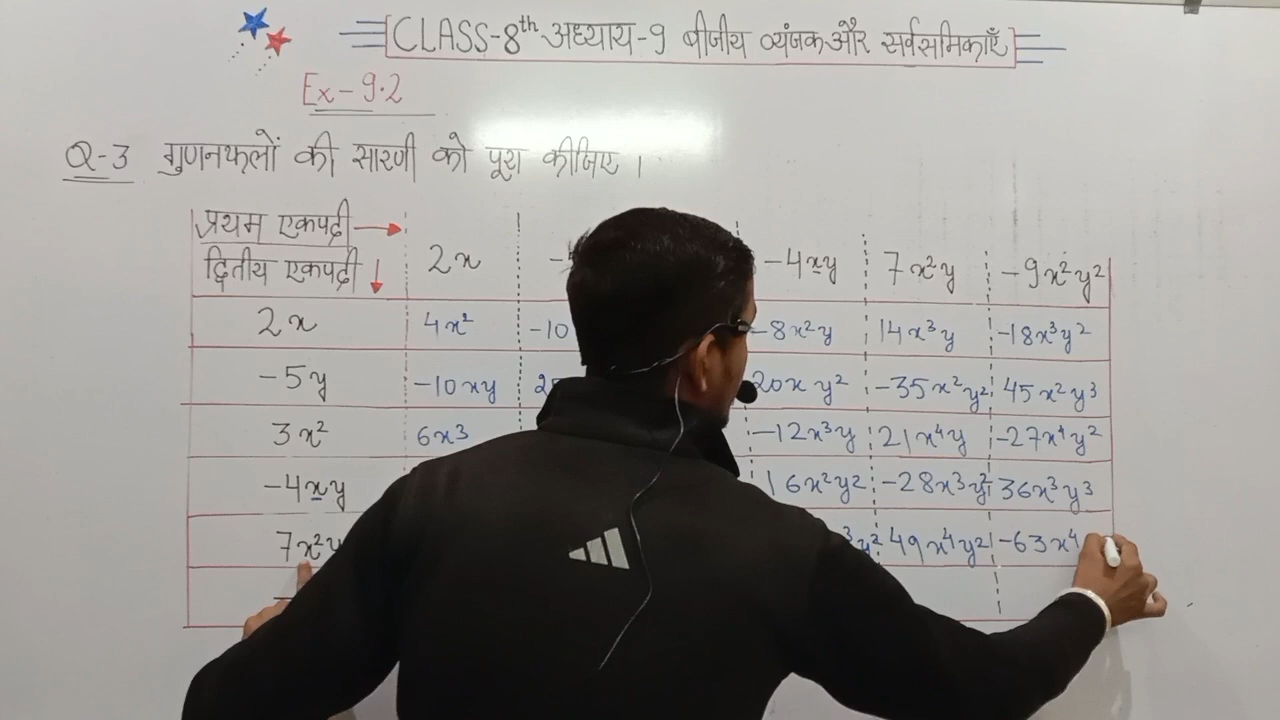 CLASS-8th अध्याय-9 बीजीय व्यंजक और सर्वसमिकाएँ
Ex-9.2
Q-3 गुणनफलों की सारणी को पूरा कीजिए ।
प्रथम एकपदी →
द्वितीय एकपदी ↓ 2x - -4xy 7x²y -9x²y²
2x 4x² -10 -8x²y 14x³y -18x³y²
-5y -10xy 20xy² -35x²y² 45x²y³
3x² 6x³ -12x³y 21x⁴y -27x⁴y²
-4xy 16x²y² -28x³y² 36x³y³
7x²y ³y² 49x⁴y² -63x⁴